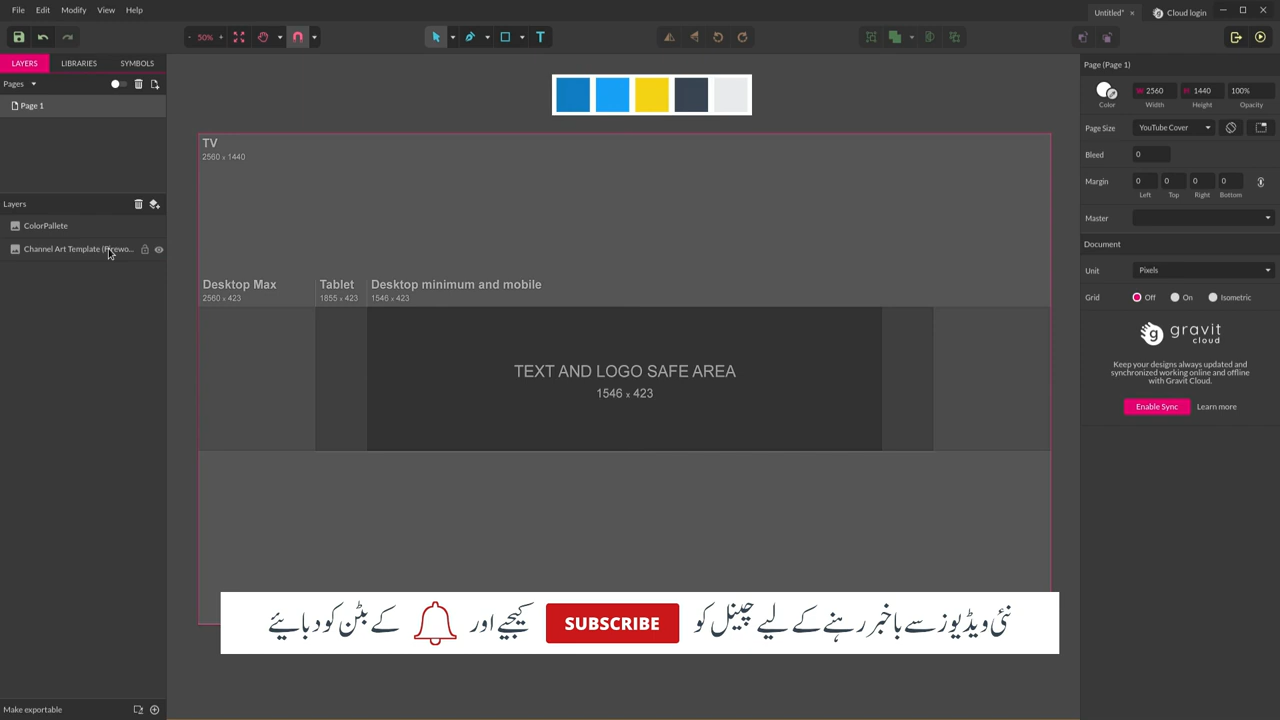 File Edit Modify View Help
Untitled* × Cloud login
- 50% +
LAYERS LIBRARIES SYMBOLS
Pages
Page 1
Layers
ColorPallete
Channel Art Template (Firewo...
Make exportable
TV
2560 x 1440
Desktop Max
2560 x 423
Tablet
1855 x 423
Desktop minimum and mobile
1546 x 423
TEXT AND LOGO SAFE AREA
1546 x 423
نئی ویڈیوز سے باخبر رہنے کے لیے چینل کو SUBSCRIBE کیجیے اور کے بٹن کو دبائیے
Page (Page 1)
W 2560 H 1440 100%
Color Width Height Opacity
Page Size YouTube Cover
Bleed 0
Margin 0 0 0 0
Left Top Right Bottom
Master
Document
Unit Pixels
Grid Off On Isometric
gravit
cloud
Keep your designs always updated and
synchronized working online and offline
with Gravit Cloud.
Enable Sync Learn more